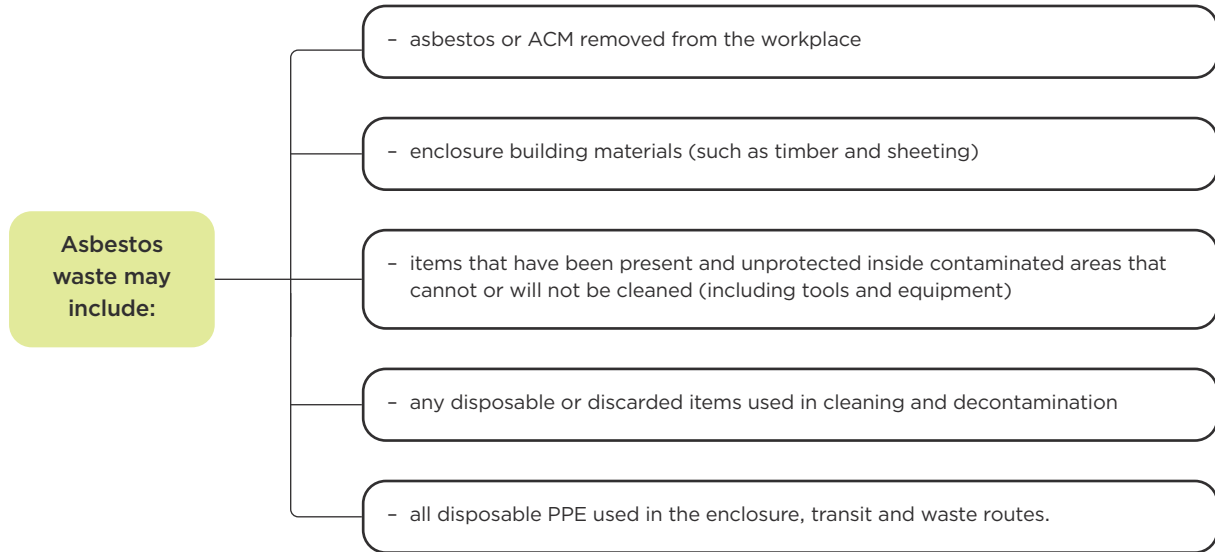 Asbestos
waste may
include:
– asbestos or ACM removed from the workplace
– enclosure building materials (such as timber and sheeting)
– items that have been present and unprotected inside contaminated areas that
cannot or will not be cleaned (including tools and equipment)
– any disposable or discarded items used in cleaning and decontamination
– all disposable PPE used in the enclosure, transit and waste routes.